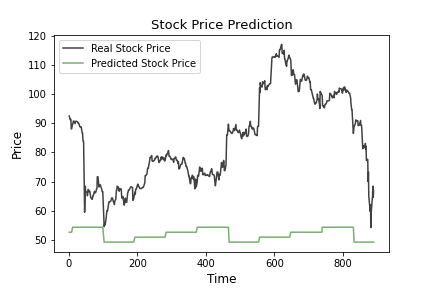 Stock Price Prediction
Real Stock Price
Predicted Stock Price
Price
120
110
100
90
80
70
60
50
0 200 400 600 800
Time